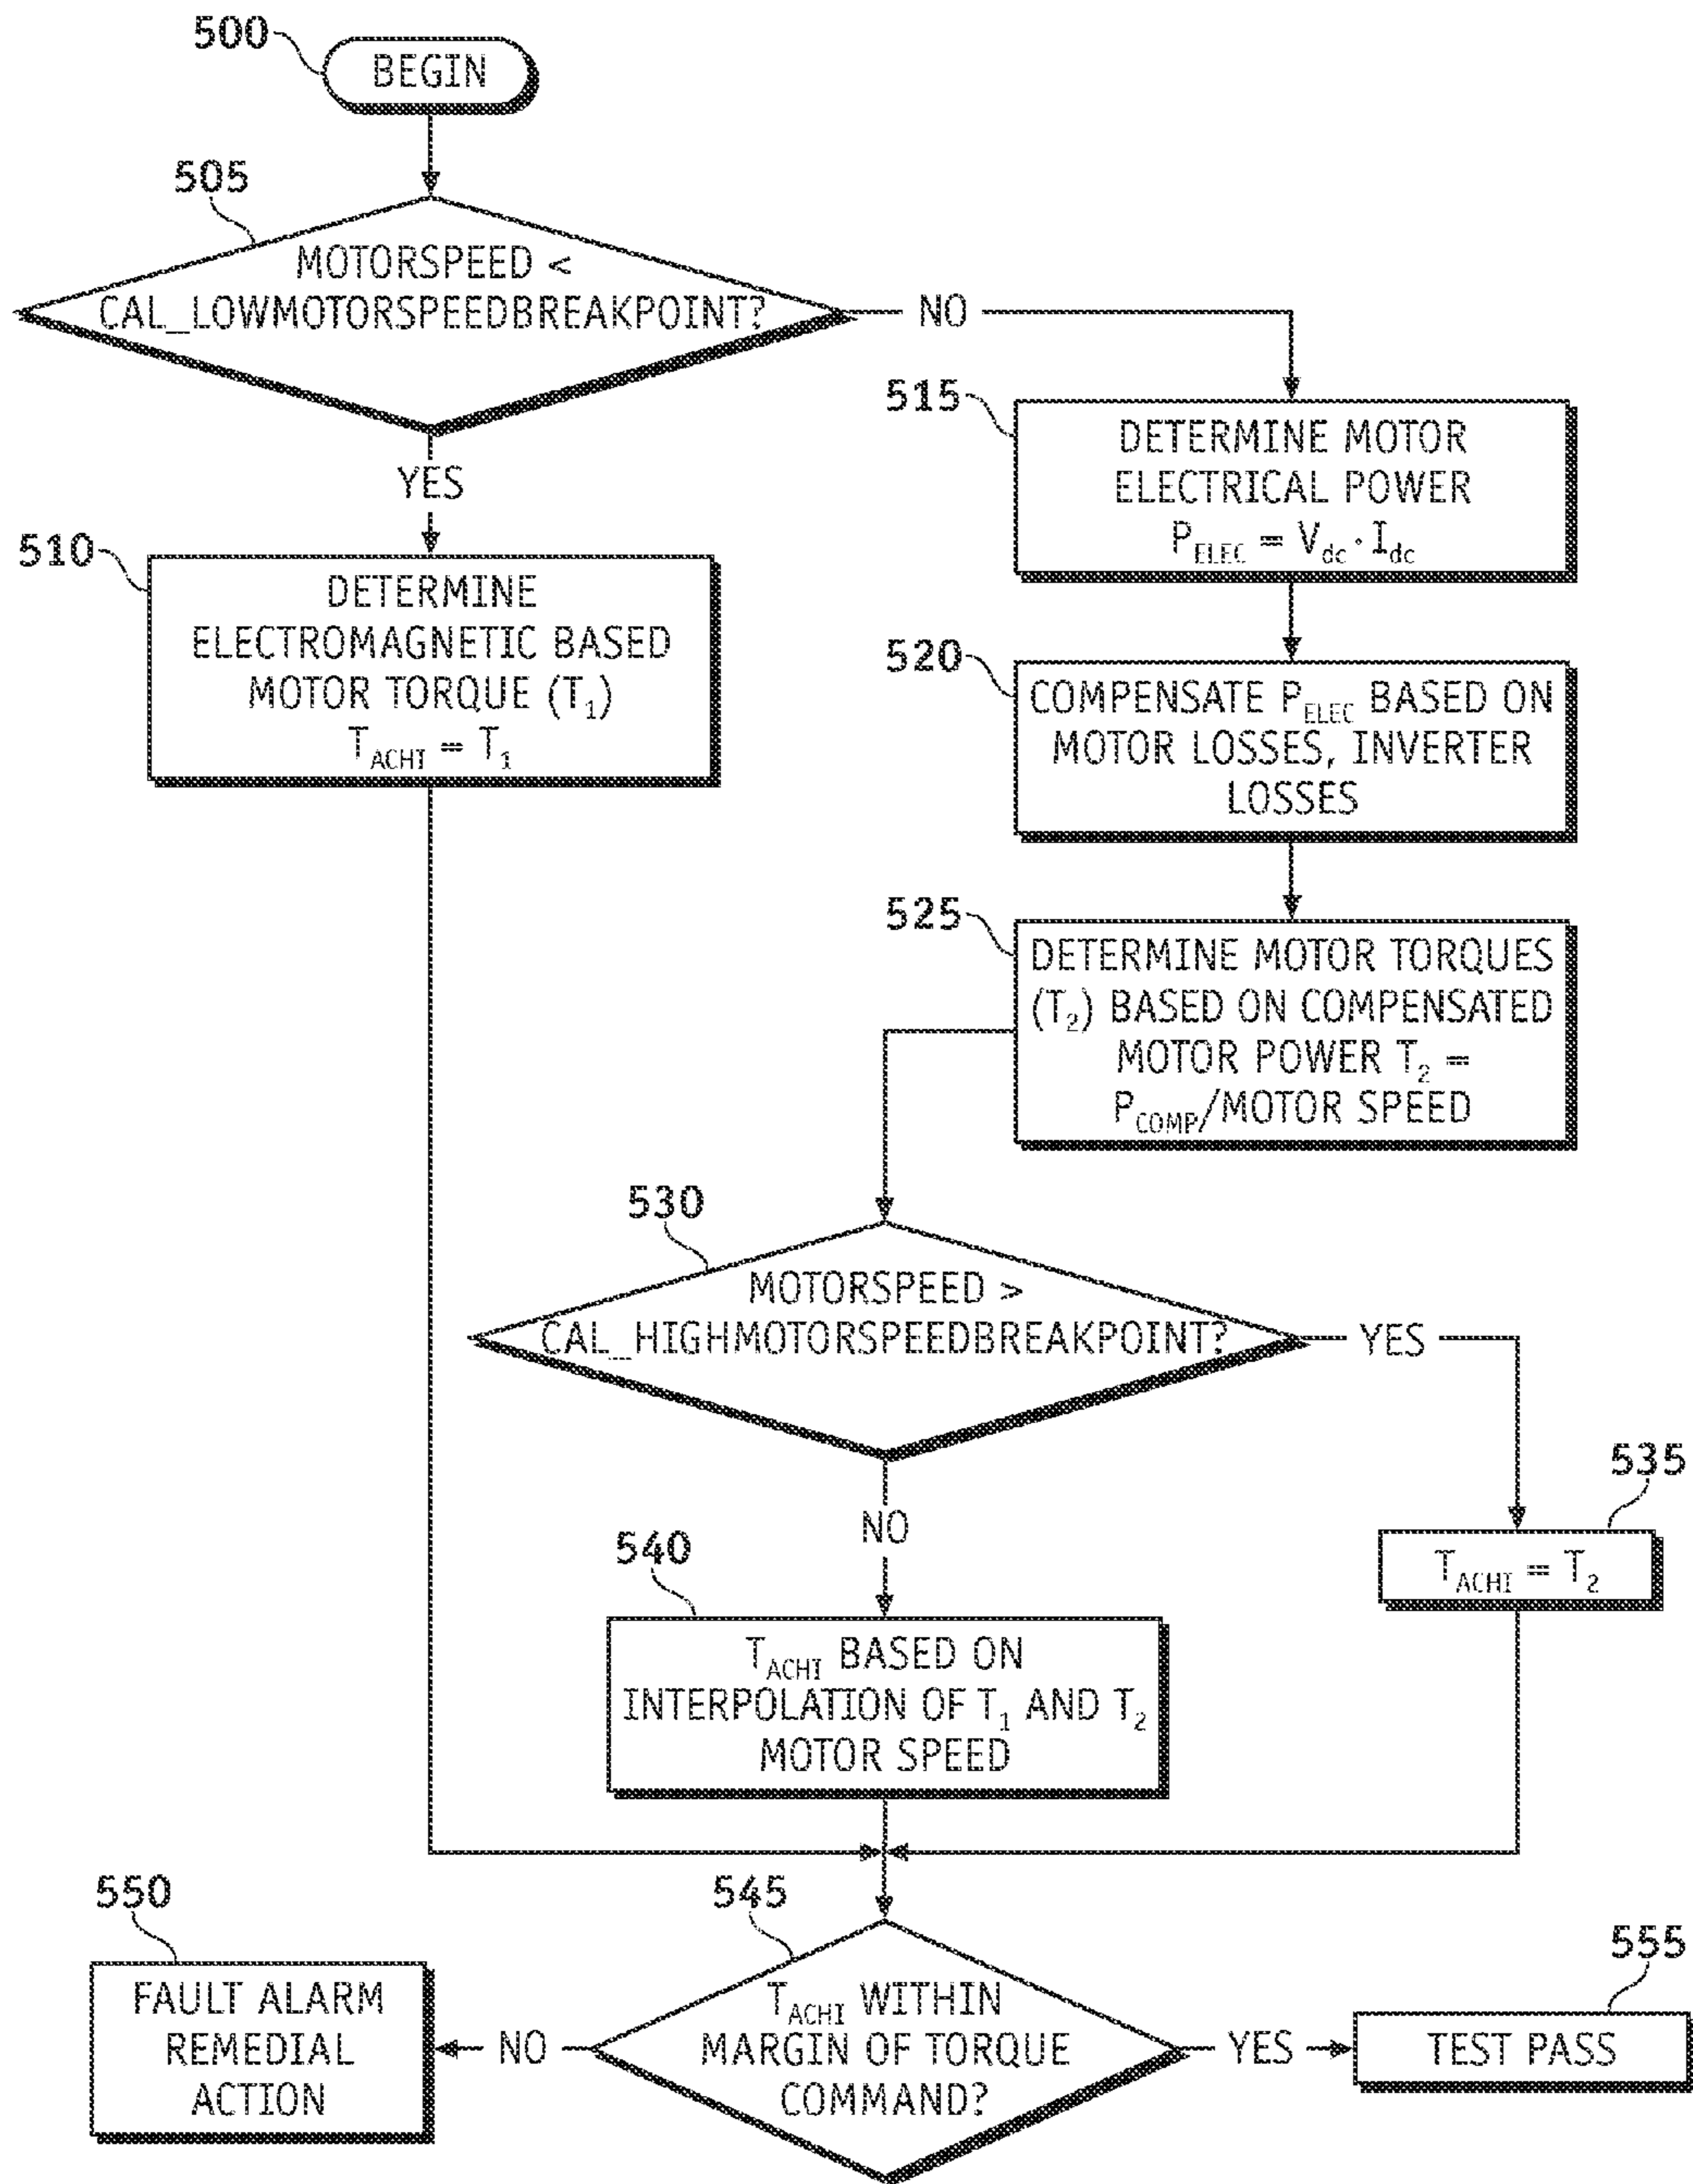 500
BEGIN
505
MOTORSPEED <
CAL_LOWMOTORSPEEDBREAKPOINT?
NO
YES
510
DETERMINE
ELECTROMAGNETIC BASED
MOTOR TORQUE (T1)
TACHI = T1
515
DETERMINE MOTOR
ELECTRICAL POWER
PELEC = Vdc · Idc
520
COMPENSATE PELEC BASED ON
MOTOR LOSSES, INVERTER
LOSSES
525
DETERMINE MOTOR TORQUES
(T2) BASED ON COMPENSATED
MOTOR POWER T2 =
PCOMP/MOTOR SPEED
530
MOTORSPEED >
CAL_HIGHMOTORSPEEDBREAKPOINT?
YES
NO
535
TACHI = T2
540
TACHI BASED ON
INTERPOLATION OF T1 AND T2
MOTOR SPEED
545
TACHI WITHIN
MARGIN OF TORQUE
COMMAND?
NO
YES
550
FAULT ALARM
REMEDIAL
ACTION
555
TEST PASS